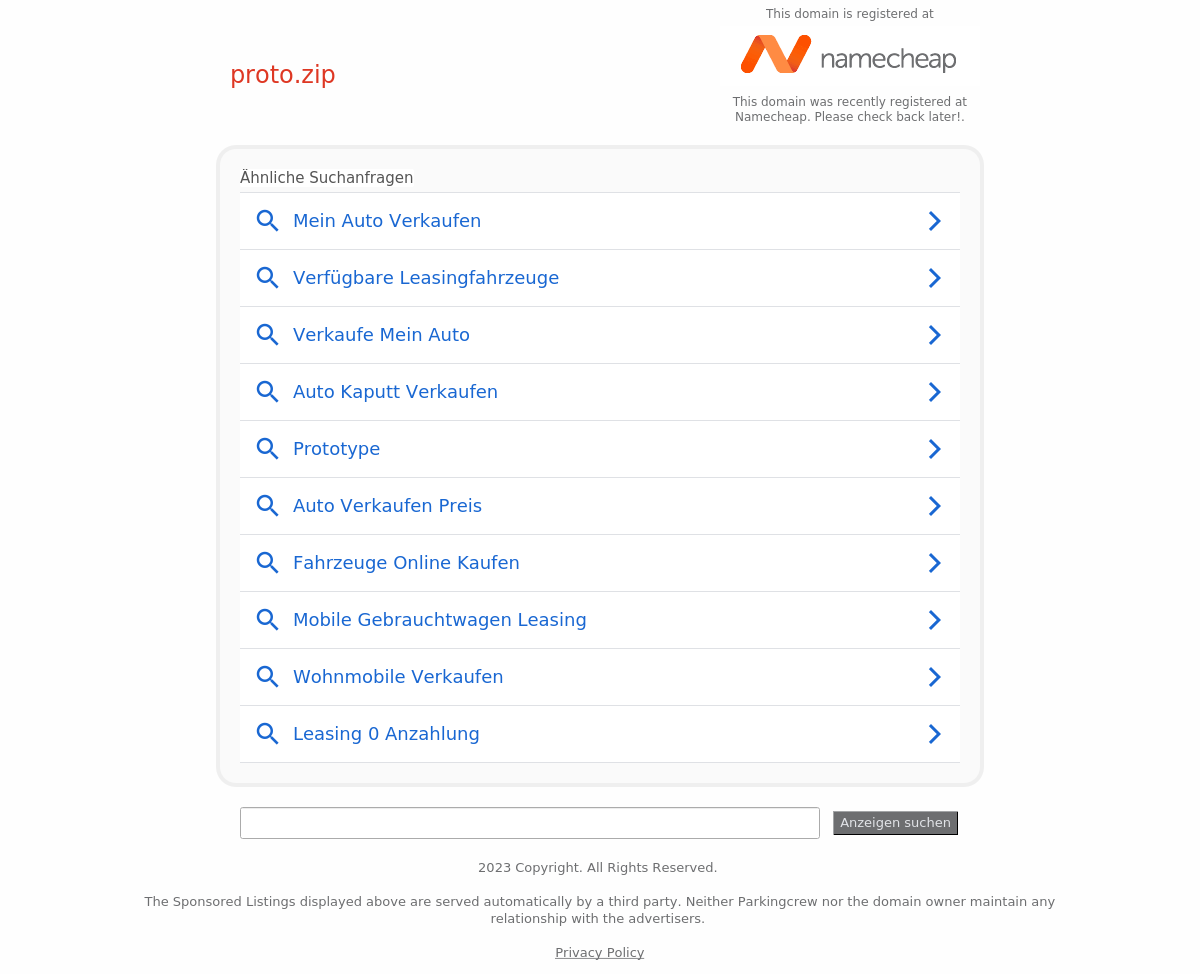 This domain is registered at
namecheap
proto.zip
This domain was recently registered at
Namecheap. Please check back later!.
Ähnliche Suchanfragen
Mein Auto Verkaufen
Verfügbare Leasingfahrzeuge
Verkaufe Mein Auto
Auto Kaputt Verkaufen
Prototype
Auto Verkaufen Preis
Fahrzeuge Online Kaufen
Mobile Gebrauchtwagen Leasing
Wohnmobile Verkaufen
Leasing 0 Anzahlung
Anzeigen suchen
2023 Copyright. All Rights Reserved.
The Sponsored Listings displayed above are served automatically by a third party. Neither Parkingcrew nor the domain owner maintain any
relationship with the advertisers.
Privacy Policy